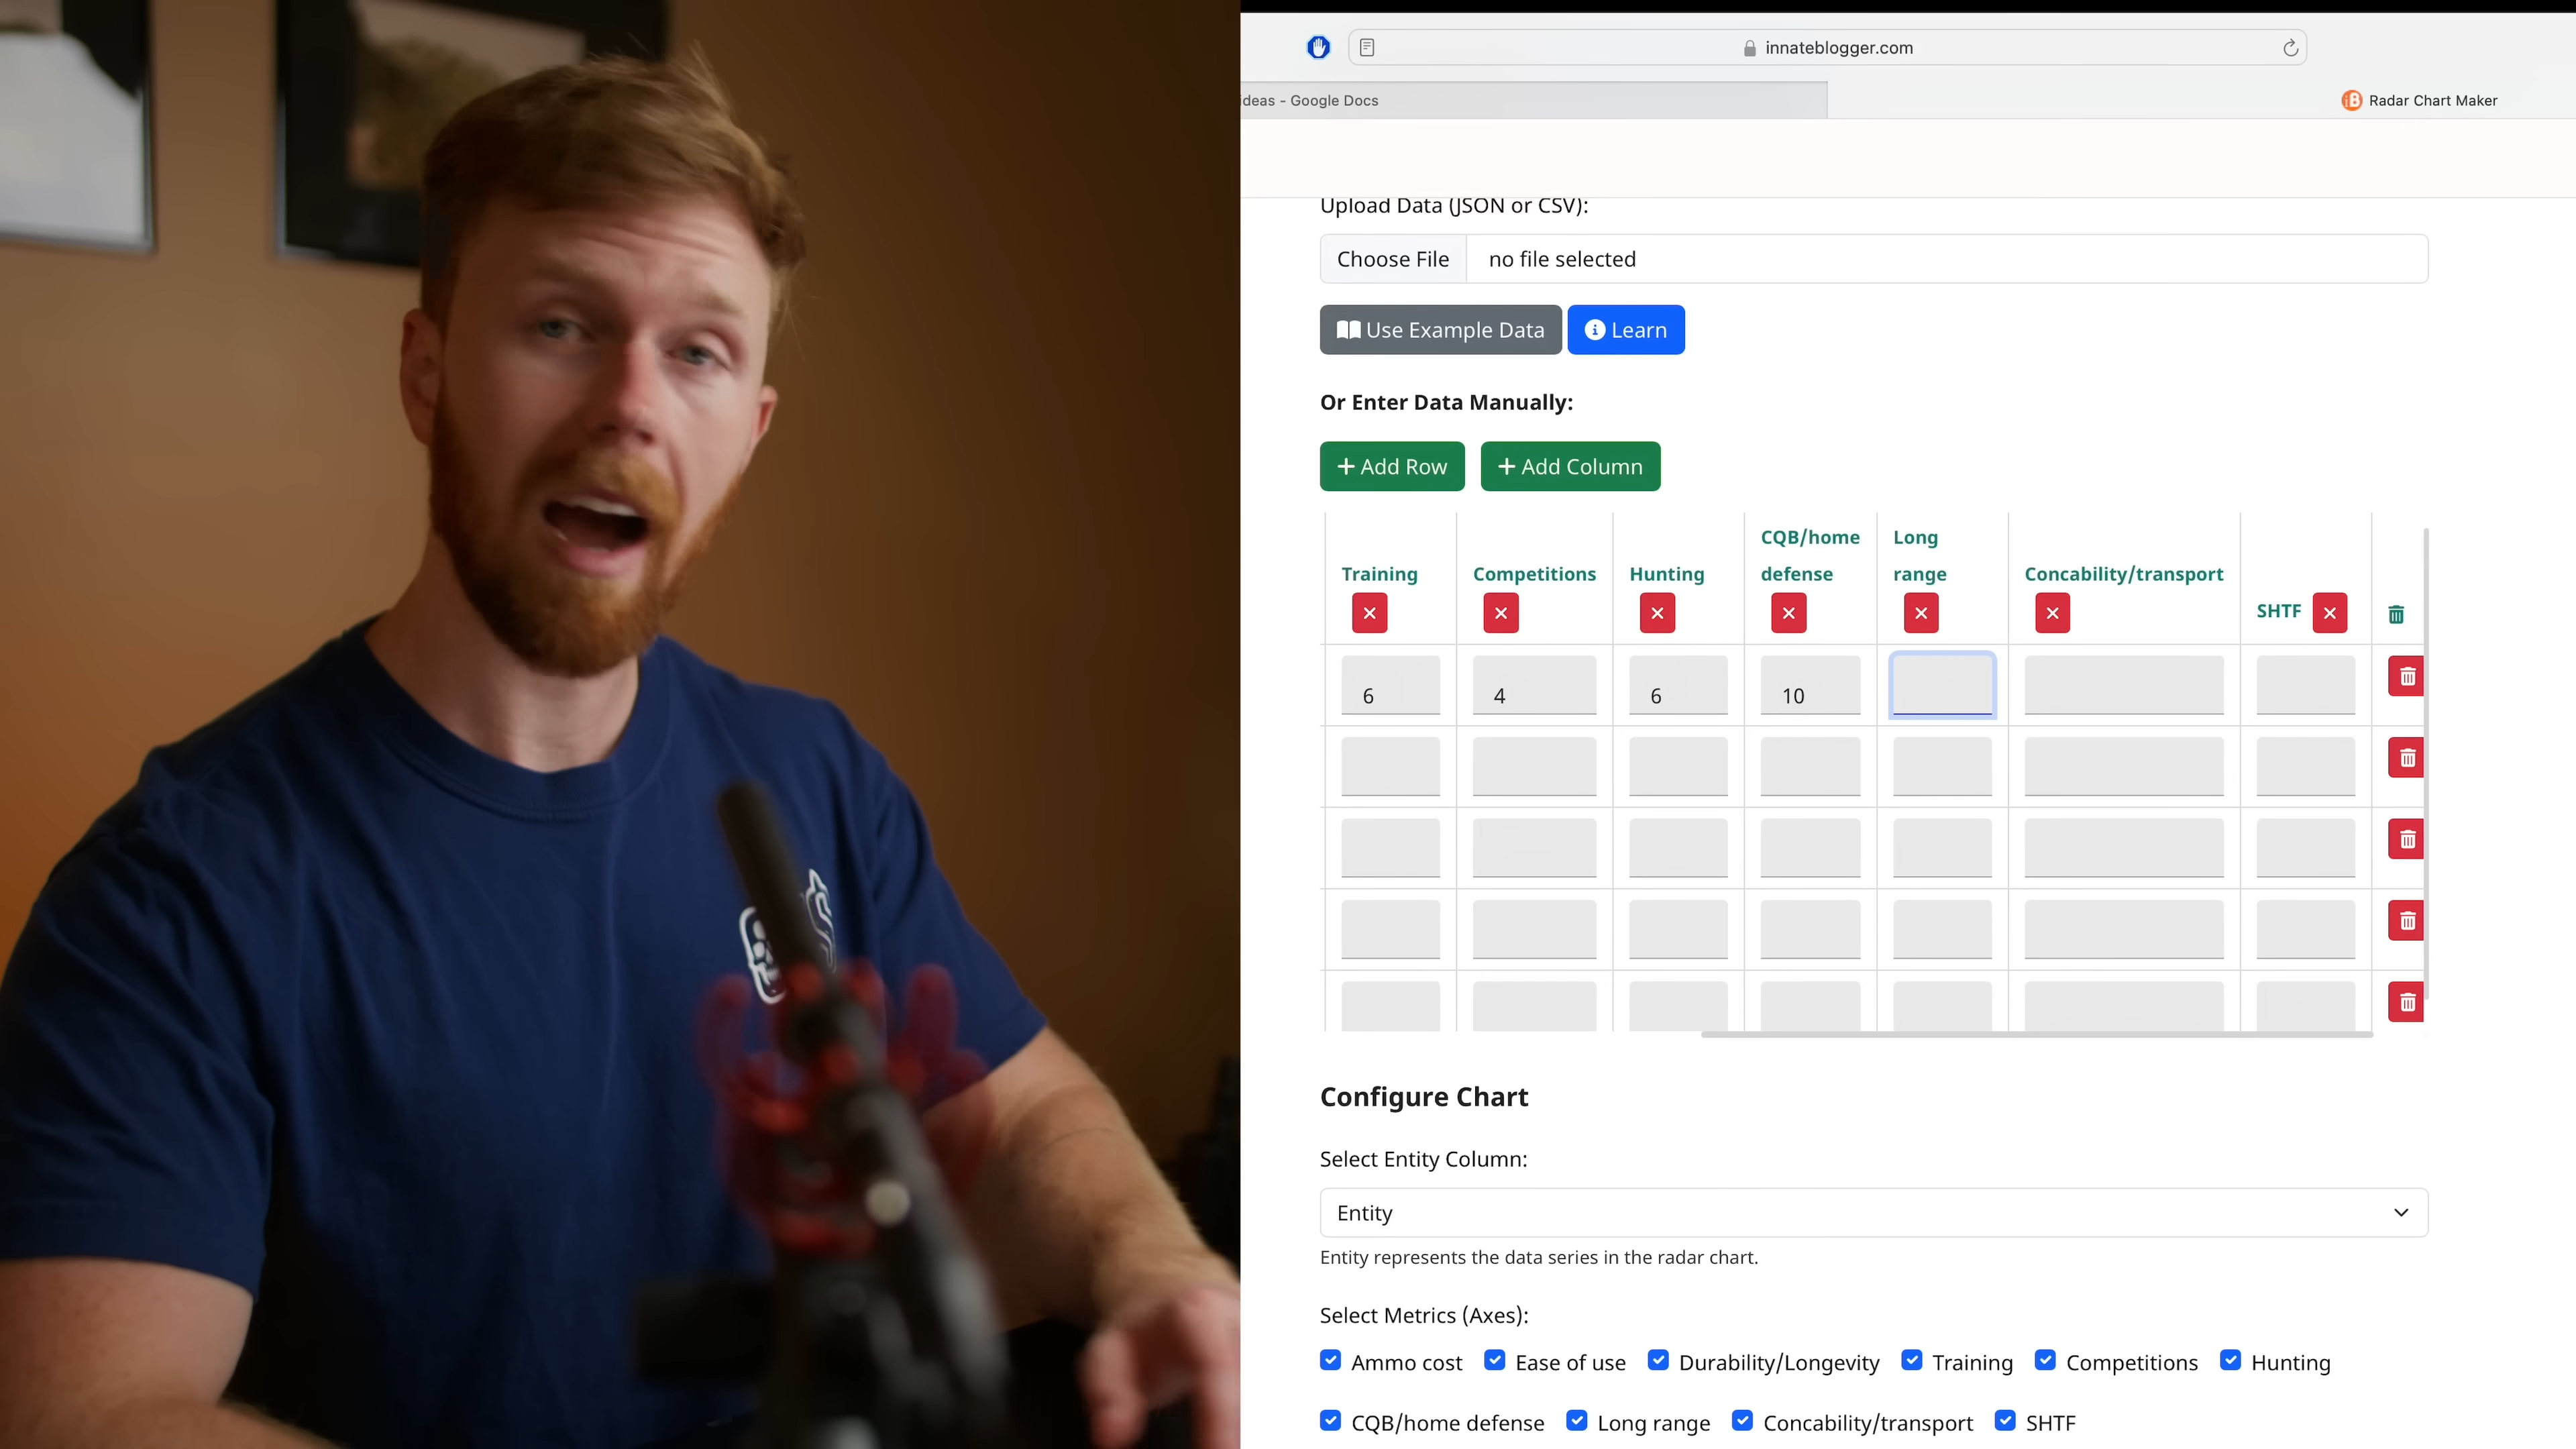 innateblogger.com
ideas - Google Docs
Radar Chart Maker
Upload Data (JSON or CSV):
Choose File no file selected
Use Example Data
Learn
Or Enter Data Manually:
+ Add Row
+ Add Column
Training
Competitions
Hunting
CQB/home
defense
Long
range
Concability/transport
SHTF
6 4 6 10
Configure Chart
Select Entity Column:
Entity
Entity represents the data series in the radar chart.
Select Metrics (Axes):
Ammo cost Ease of use Durability/Longevity Training Competitions Hunting
CQB/home defense Long range Concability/transport SHTF